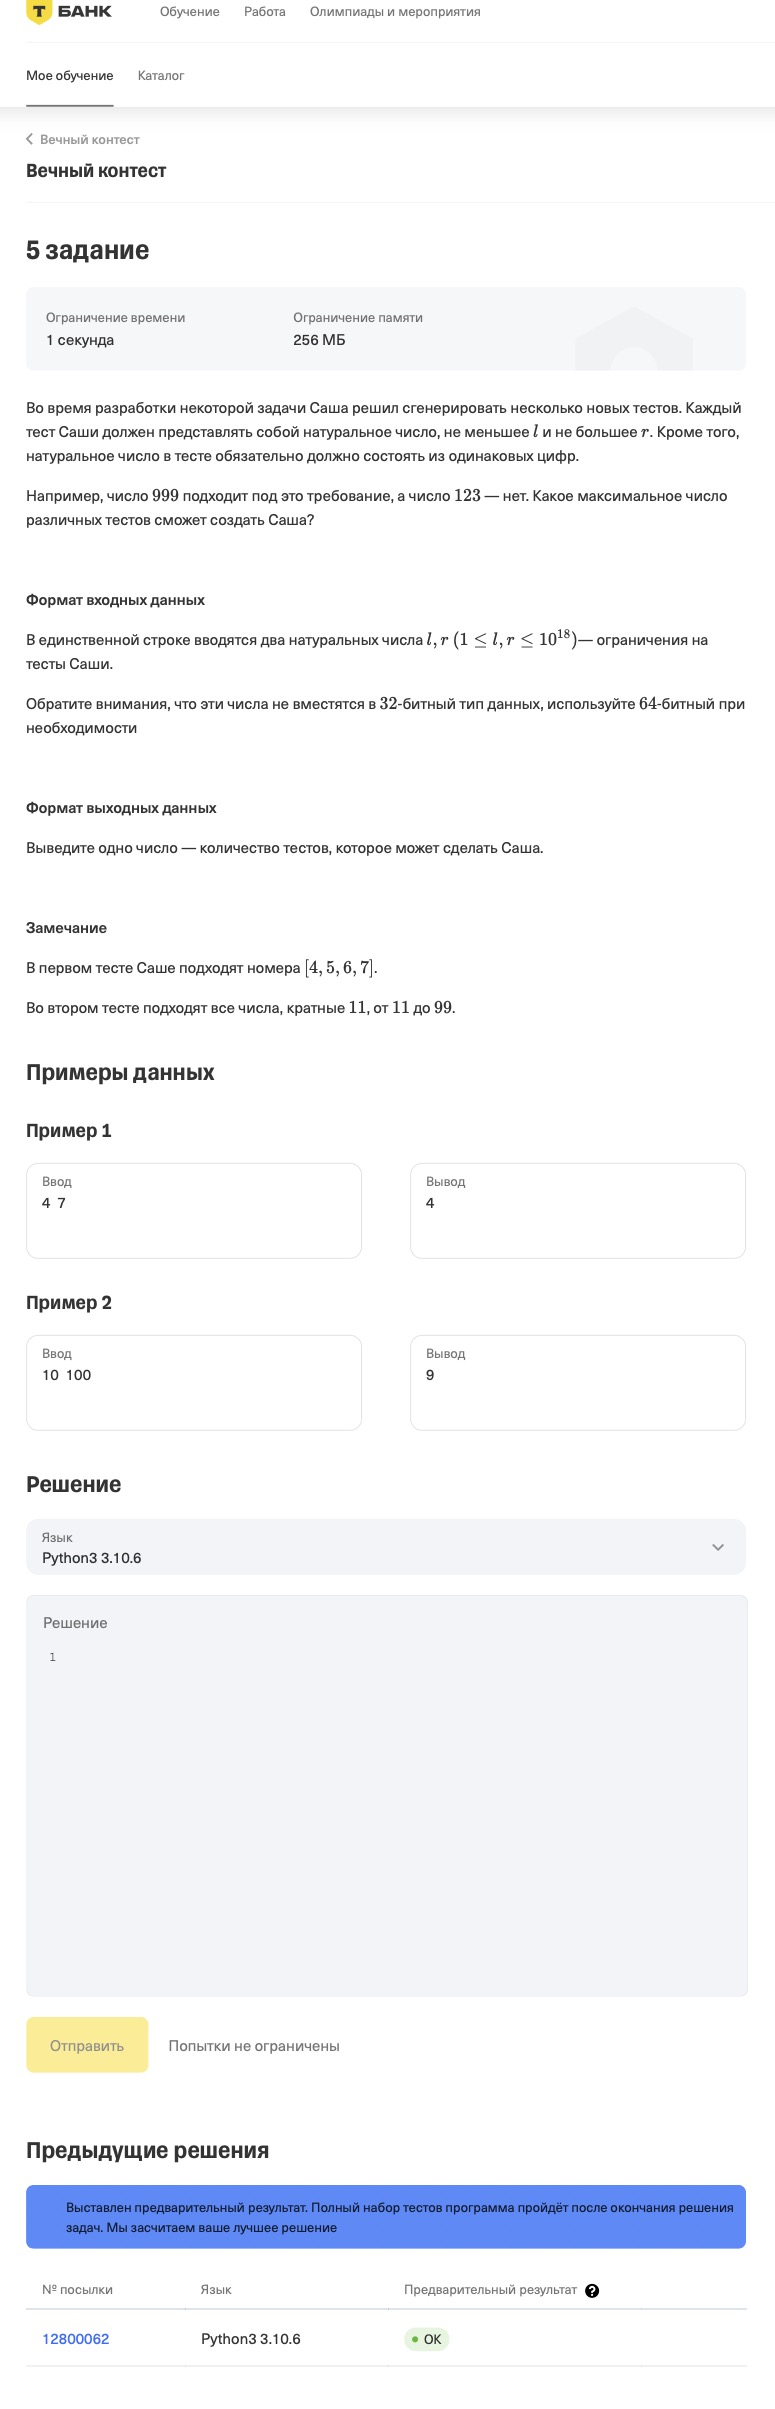 Т БАНК Обучение Работа Олимпиады и мероприятия
Мое обучение Каталог
Вечный контест
Вечный контест
5 задание
Ограничение времени Ограничение памяти
1 секунда 256 МБ
Во время разработки некоторой задачи Саша решил сгенерировать несколько новых тестов. Каждый
тест Саши должен представлять собой натуральное число, не меньшее l и не большее r. Кроме того,
натуральное число в тесте обязательно должно состоять из одинаковых цифр.
Например, число 999 подходит под это требование, а число 123 — нет. Какое максимальное число
различных тестов сможет создать Саша?
Формат входных данных
В единственной строке вводятся два натуральных числа l, r (1 ≤ l, r ≤ 10^18)— ограничения на
тесты Саши.
Обратите внимания, что эти числа не вместятся в 32-битный тип данных, используйте 64-битный при
необходимости
Формат выходных данных
Выведите одно число — количество тестов, которое может сделать Саша.
Замечание
В первом тесте Саше подходят номера [4, 5, 6, 7].
Во втором тесте подходят все числа, кратные 11, от 11 до 99.
Примеры данных
Пример 1
Ввод Вывод
4 7 4
Пример 2
Ввод Вывод
10 100 9
Решение
Язык
Python3 3.10.6
Решение
1
Отправить Попытки не ограничены
Предыдущие решения
Выставлен предварительный результат. Полный набор тестов программа пройдёт после окончания решения
задач. Мы засчитаем ваше лучшее решение
№ посылки Язык Предварительный результат ?
12800062 Python3 3.10.6 OK